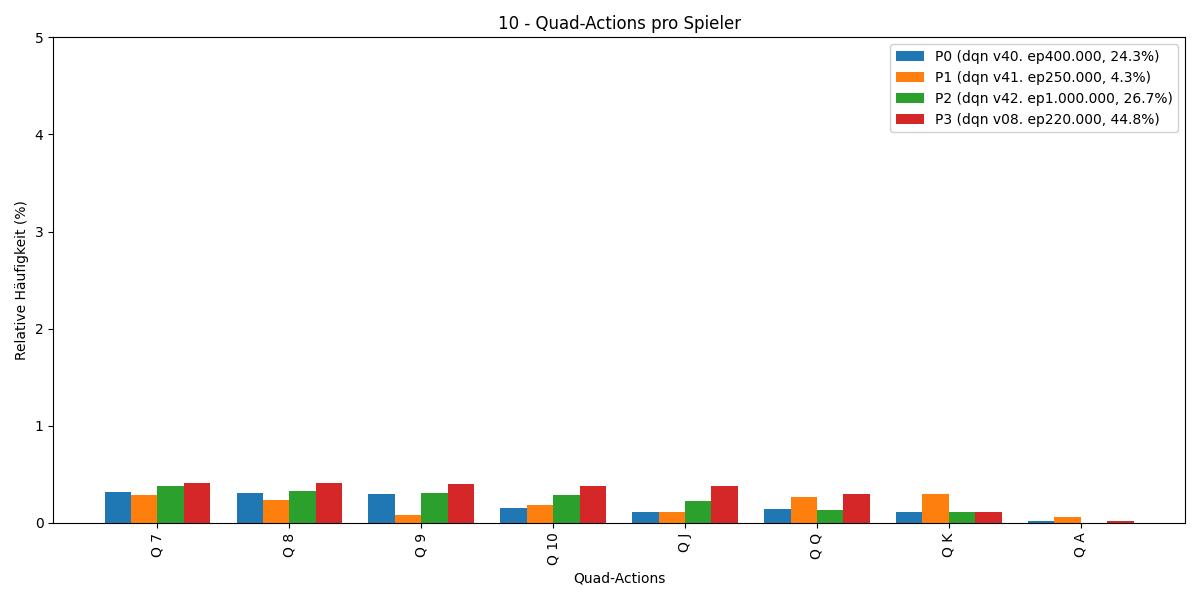 10 - Quad-Actions pro Spieler
P0 (dqn v40. ep400.000, 24.3%)
P1 (dqn v41. ep250.000, 4.3%)
P2 (dqn v42. ep1.000.000, 26.7%)
P3 (dqn v08. ep220.000, 44.8%)
Relative Häufigkeit (%)
5
4
3
2
1
0
Q 7
Q 8
Q 9
Q 10
Q J
Q Q
Q K
Q A
Quad-Actions